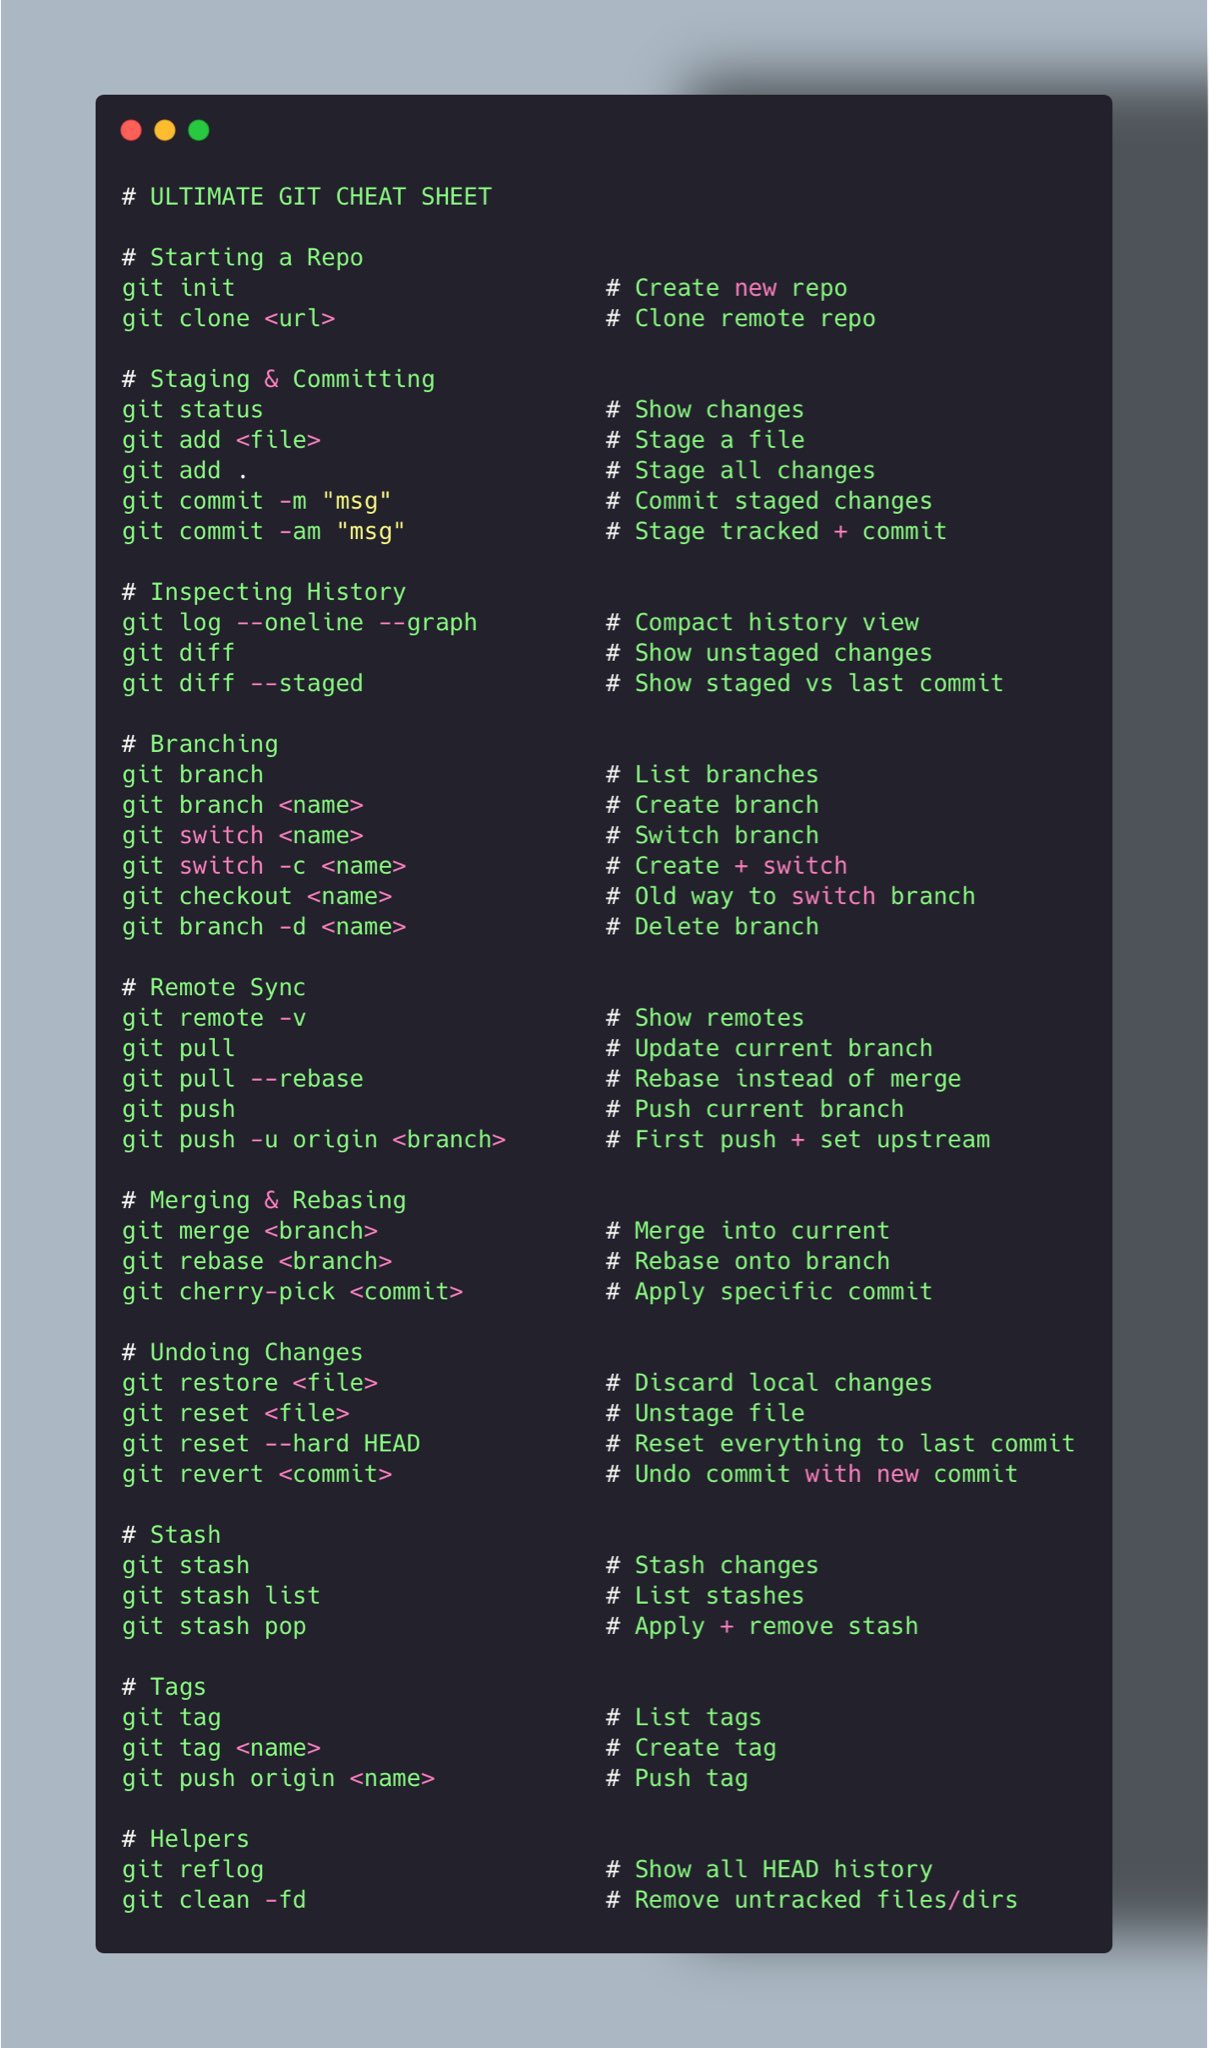 # ULTIMATE GIT CHEAT SHEET
# Starting a Repo
git init # Create new repo
git clone <url> # Clone remote repo
# Staging & Committing
git status # Show changes
git add <file> # Stage a file
git add . # Stage all changes
git commit -m "msg" # Commit staged changes
git commit -am "msg" # Stage tracked + commit
# Inspecting History
git log --oneline --graph # Compact history view
git diff # Show unstaged changes
git diff --staged # Show staged vs last commit
# Branching
git branch # List branches
git branch <name> # Create branch
git switch <name> # Switch branch
git switch -c <name> # Create + switch
git checkout <name> # Old way to switch branch
git branch -d <name> # Delete branch
# Remote Sync
git remote -v # Show remotes
git pull # Update current branch
git pull --rebase # Rebase instead of merge
git push # Push current branch
git push -u origin <branch> # First push + set upstream
# Merging & Rebasing
git merge <branch> # Merge into current
git rebase <branch> # Rebase onto branch
git cherry-pick <commit> # Apply specific commit
# Undoing Changes
git restore <file> # Discard local changes
git reset <file> # Unstage file
git reset --hard HEAD # Reset everything to last commit
git revert <commit> # Undo commit with new commit
# Stash
git stash # Stash changes
git stash list # List stashes
git stash pop # Apply + remove stash
# Tags
git tag # List tags
git tag <name> # Create tag
git push origin <name> # Push tag
# Helpers
git reflog # Show all HEAD history
git clean -fd # Remove untracked files/dirs